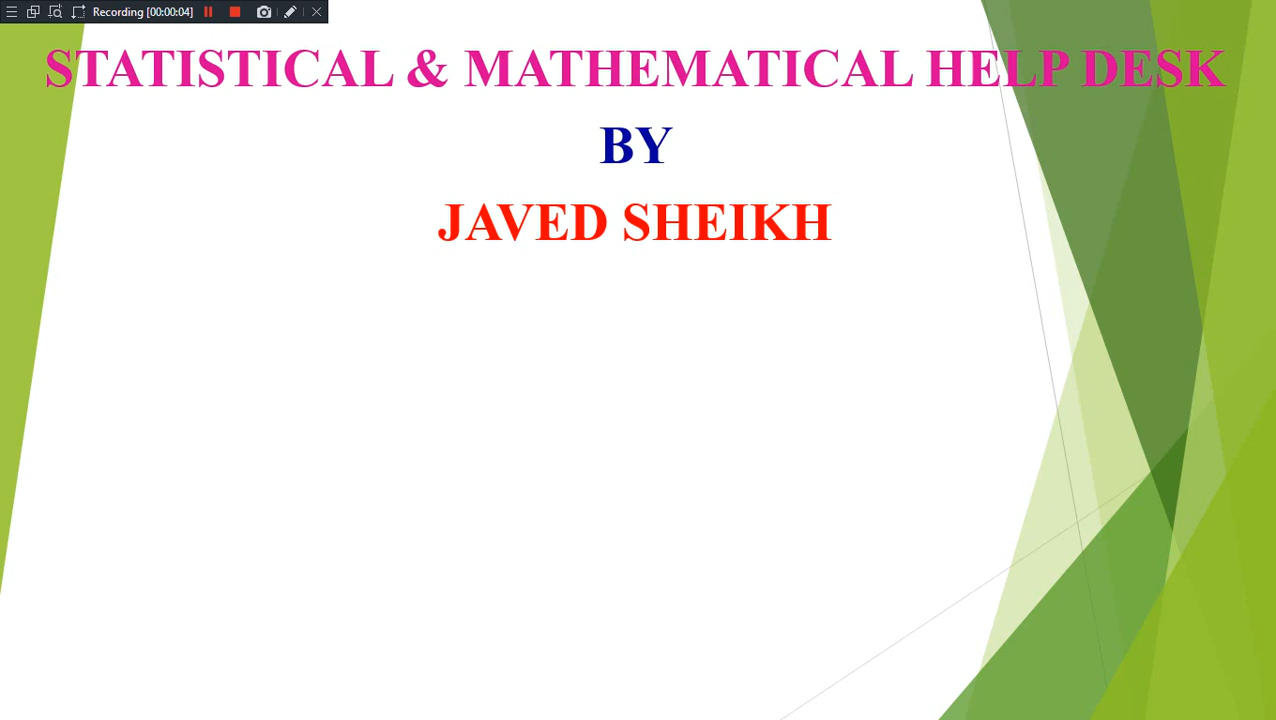 Recording [00:00:04]
STATISTICAL & MATHEMATICAL HELP DESK
BY
JAVED SHEIKH